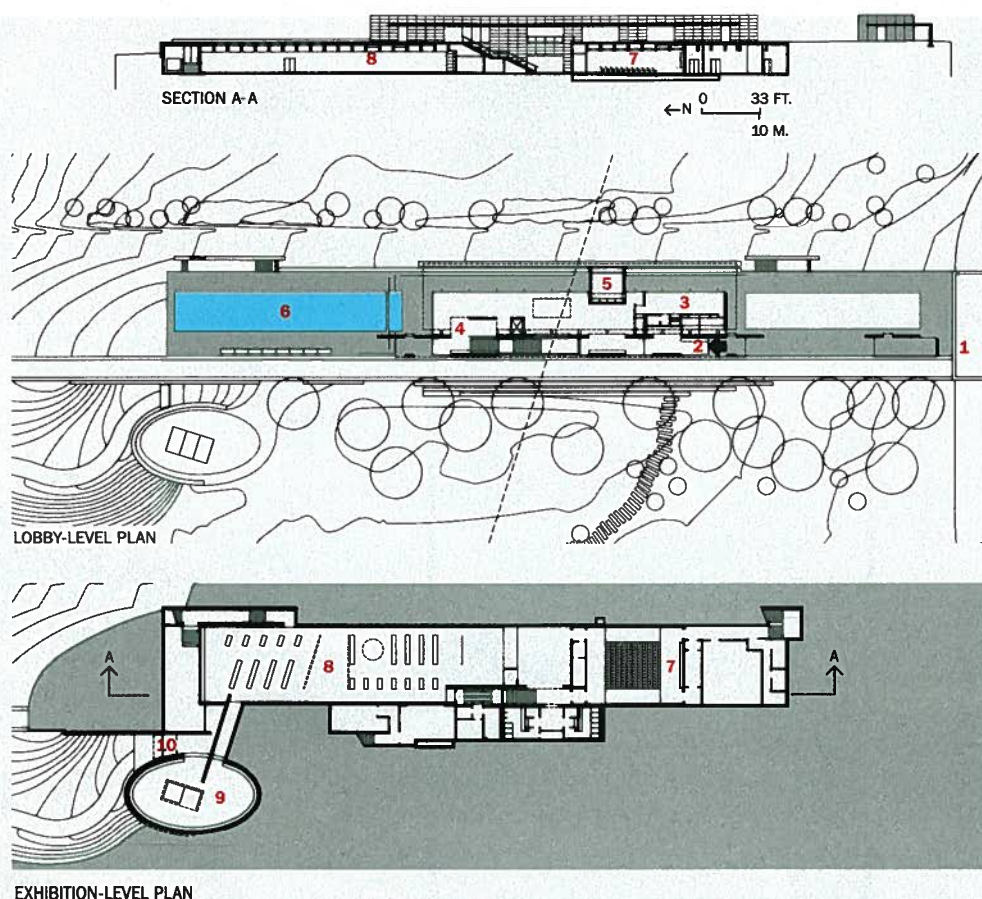 8
7
SECTION A-A
←N 0 33 FT.
10 M.
5
6
3
4
2
1
LOBBY-LEVEL PLAN
A
8
7
A
10
9
EXHIBITION-LEVEL PLAN